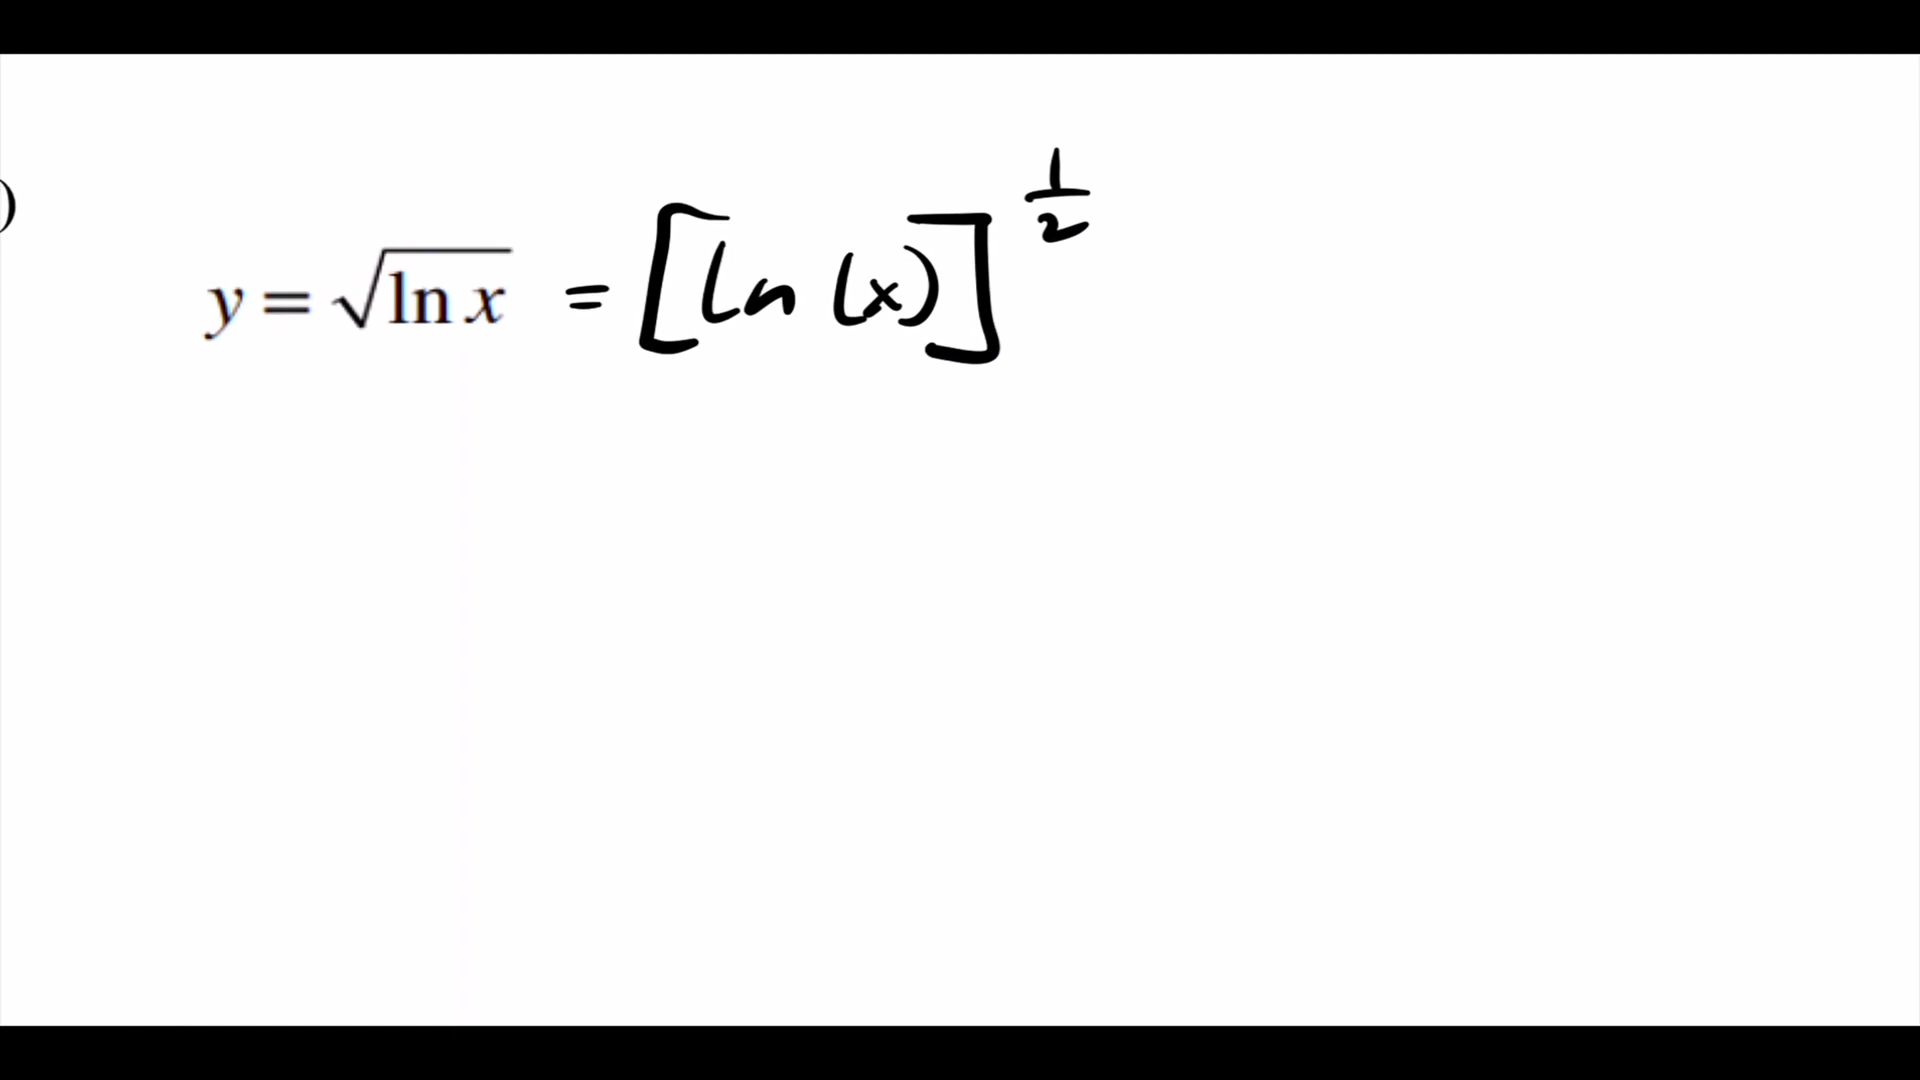 )
y = √ln x = [ln (x)]^(1/2)